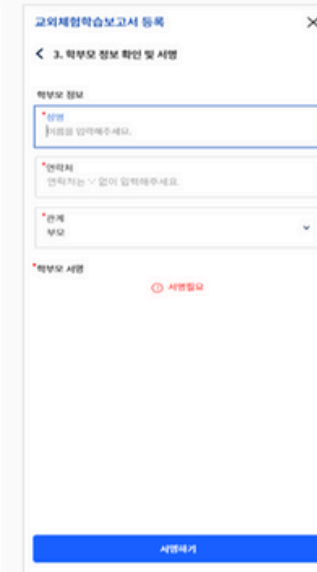 교외체험학습보고서 등록
3. 학부모 정보 확인 및 서명
학부모 정보
*성명
이름을 입력해주세요.
*연락처
연락처는 '-' 없이 입력해주세요.
*관계
부모
*학부모 서명
서명필요
서명하기